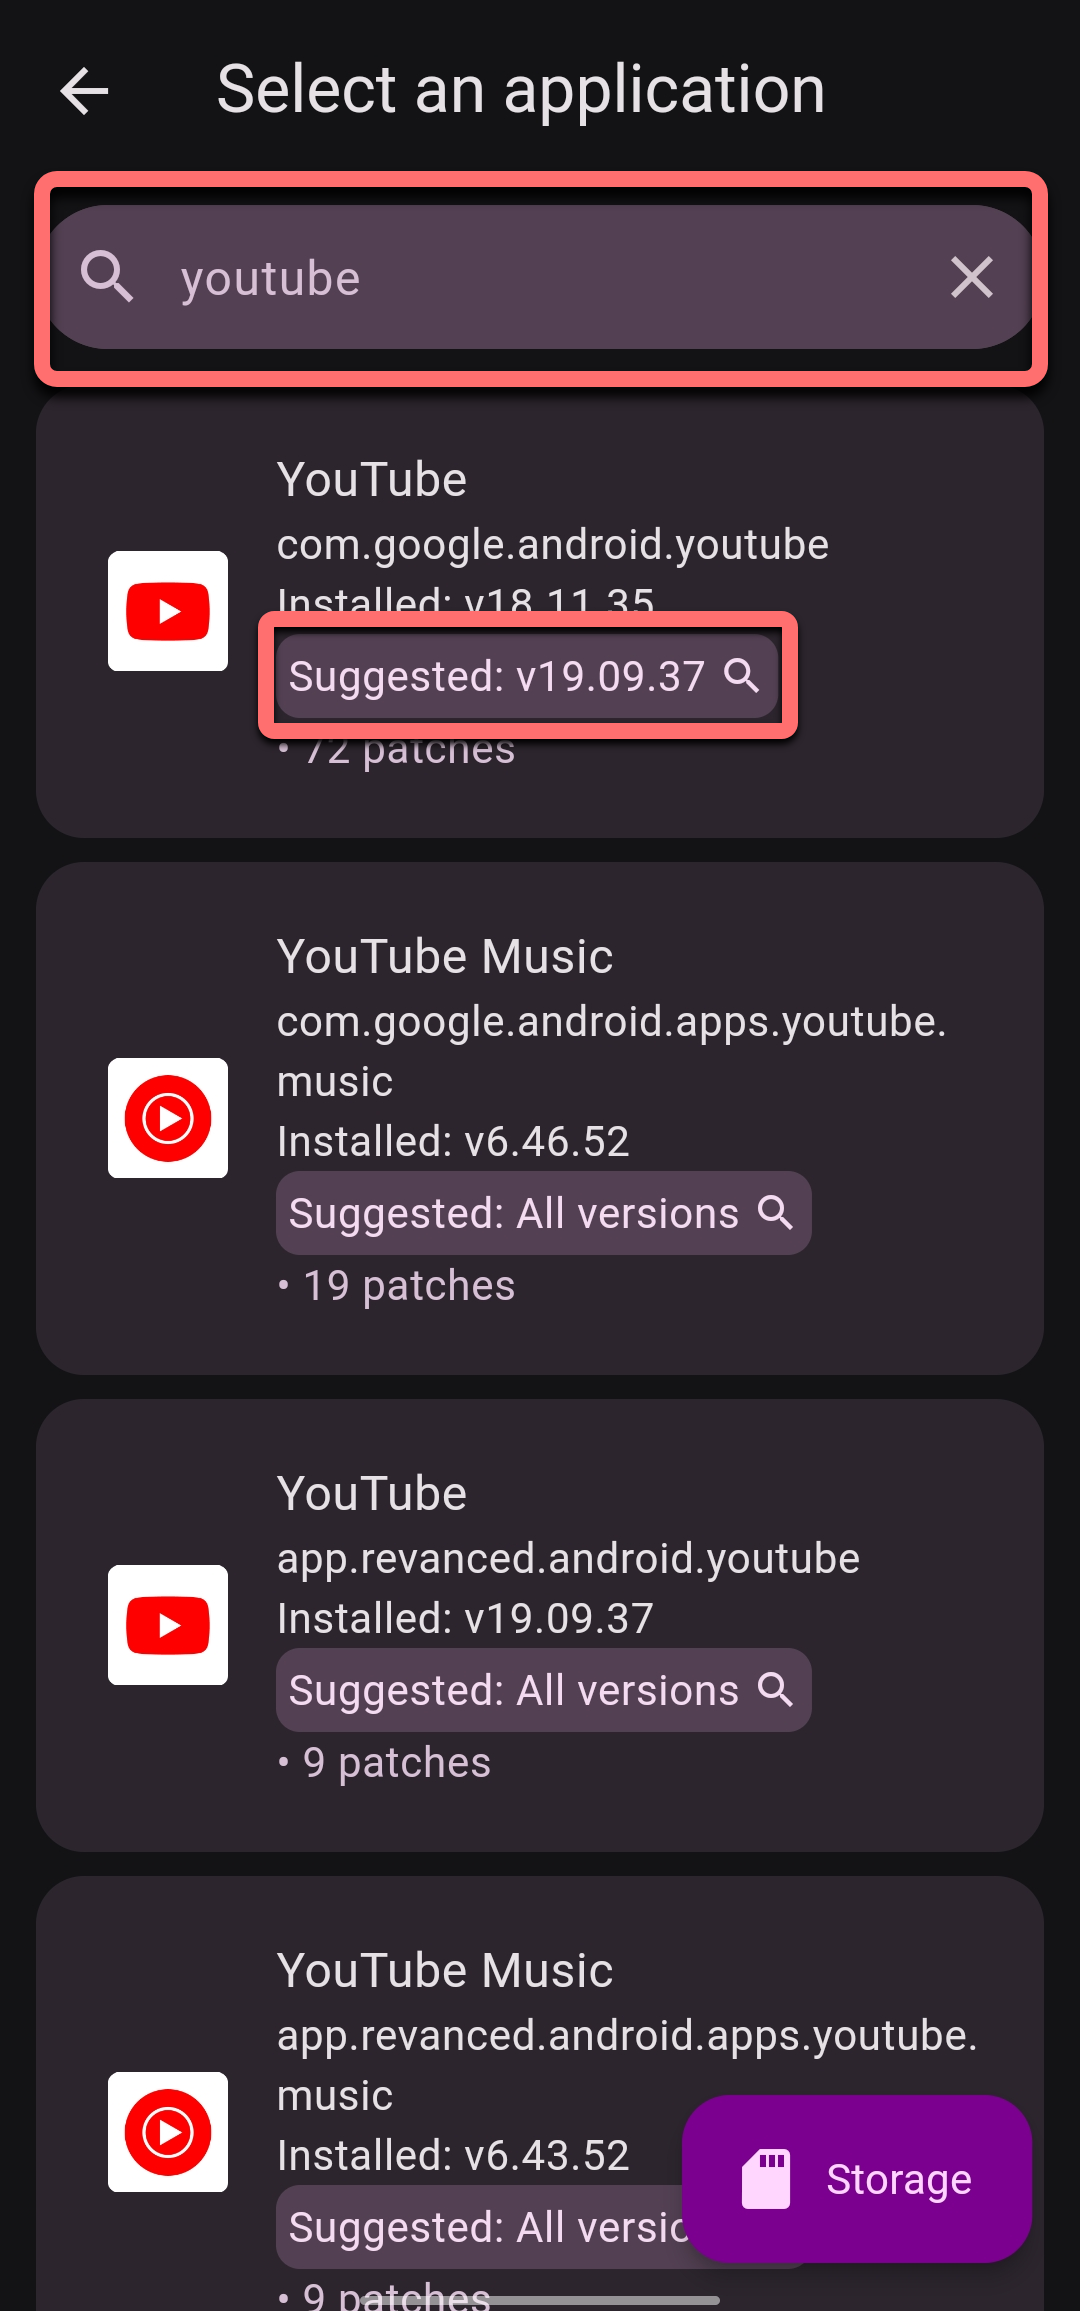 Select an application
youtube
YouTube
com.google.android.youtube
Installed: v18.11.35
Suggested: v19.09.37
• 72 patches
YouTube Music
com.google.android.apps.youtube.
music
Installed: v6.46.52
Suggested: All versions
• 19 patches
YouTube
app.revanced.android.youtube
Installed: v19.09.37
Suggested: All versions
• 9 patches
YouTube Music
app.revanced.android.apps.youtube.
music
Installed: v6.43.52
Storage
Suggested: All versio
• 9 patches